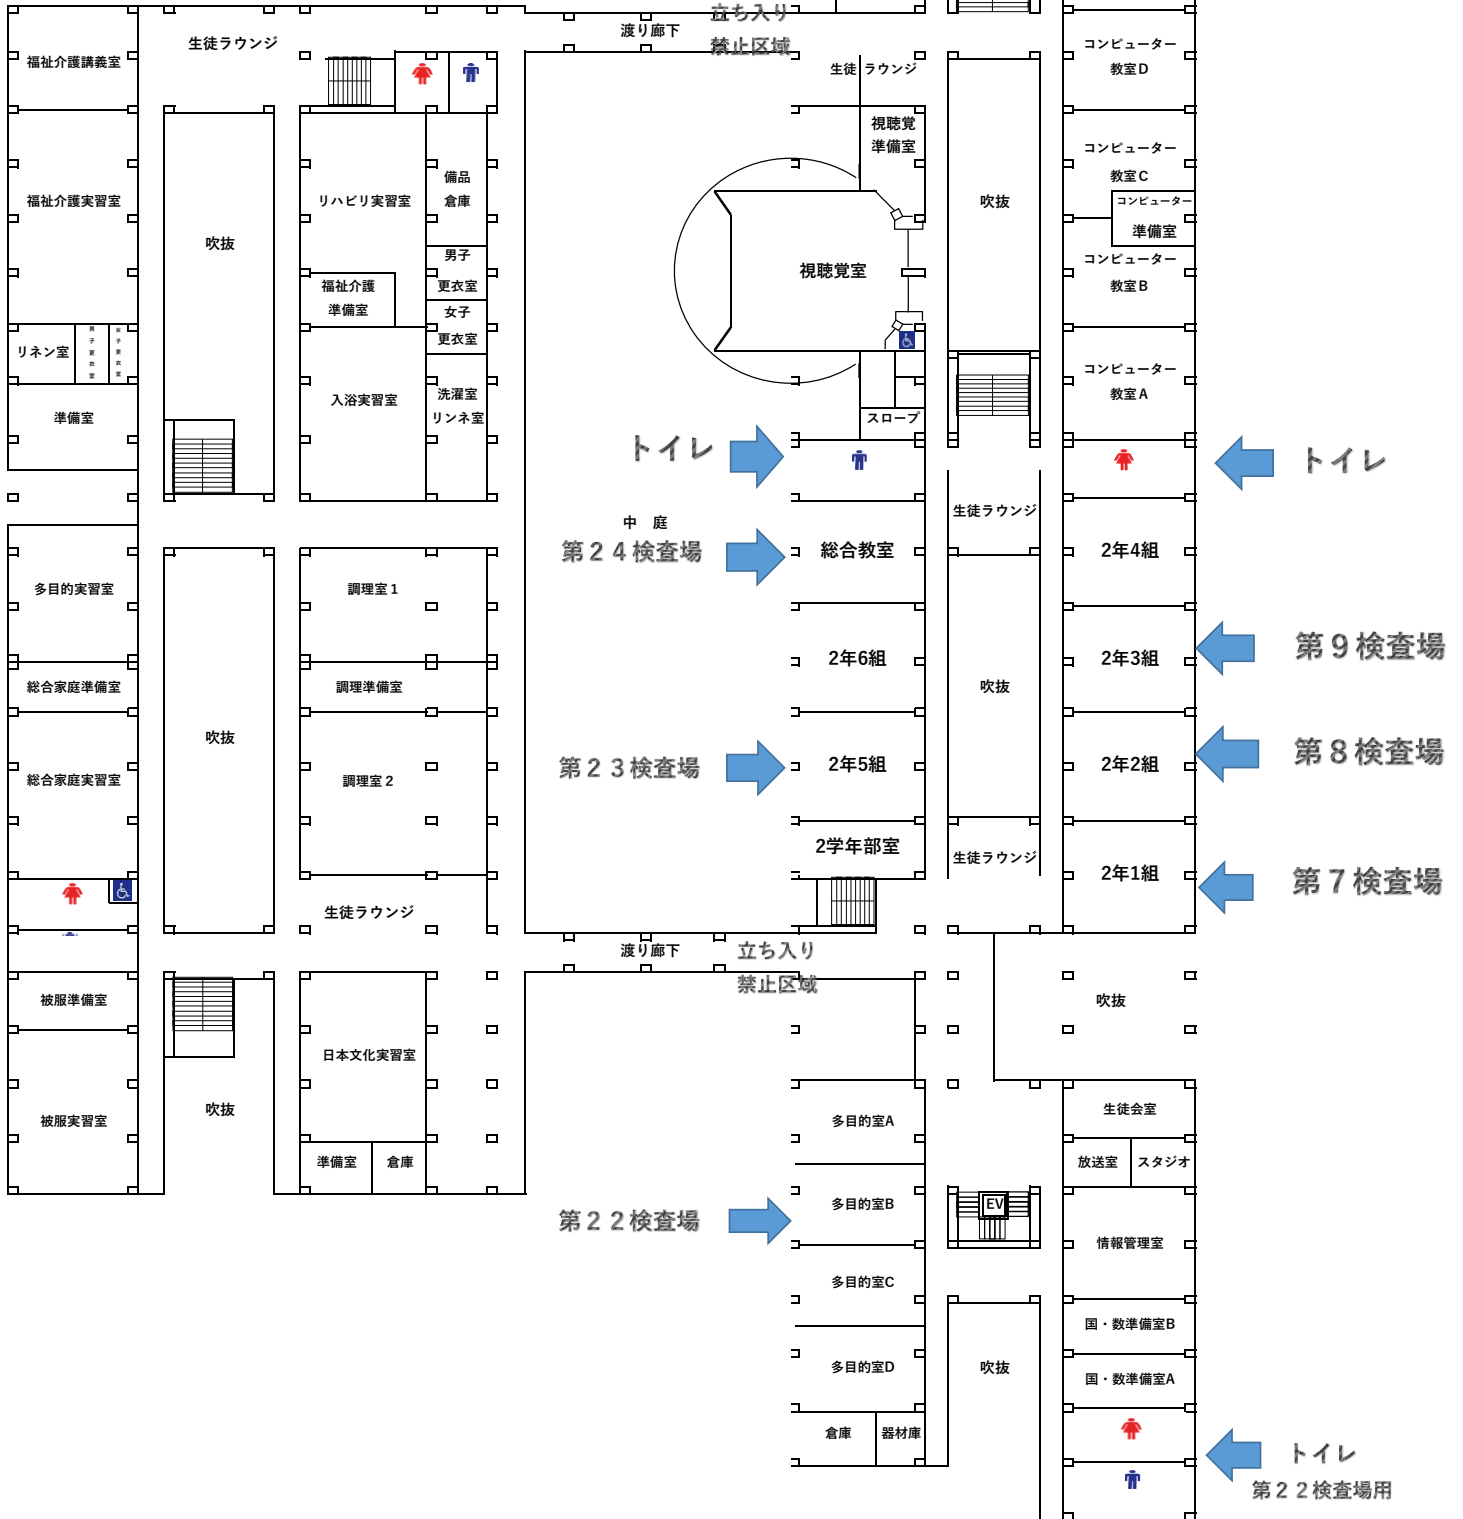 立ち入り
禁止区域
渡り廊下
生徒ラウンジ
福祉介護講義室
生徒 ラウンジ
コンピューター
教室D
視聴覚
準備室
コンピューター
教室C
コンピューター
準備室
福祉介護実習室
リハビリ実習室
備品
倉庫
吹抜
吹抜
男子
更衣室
コンピューター
教室B
視聴覚室
福祉介護
準備室
女子
更衣室
リネン室
男子更衣室
女子更衣室
コンピューター
教室A
準備室
入浴実習室
洗濯室
リンネ室
スロープ
トイレ
トイレ
生徒ラウンジ
中 庭
第24検査場
総合教室
2年4組
多目的実習室
調理室1
2年6組
2年3組
第9検査場
総合家庭準備室
調理準備室
吹抜
吹抜
第23検査場
2年5組
2年2組
第8検査場
総合家庭実習室
調理室2
2学年部室
生徒ラウンジ
2年1組
第7検査場
生徒ラウンジ
渡り廊下
立ち入り
禁止区域
被服準備室
吹抜
日本文化実習室
被服実習室
吹抜
多目的室A
生徒会室
準備室
倉庫
放送室
スタジオ
第22検査場
多目的室B
EV
情報管理室
多目的室C
国・数準備室B
多目的室D
吹抜
国・数準備室A
倉庫
器材庫
トイレ
第22検査場用